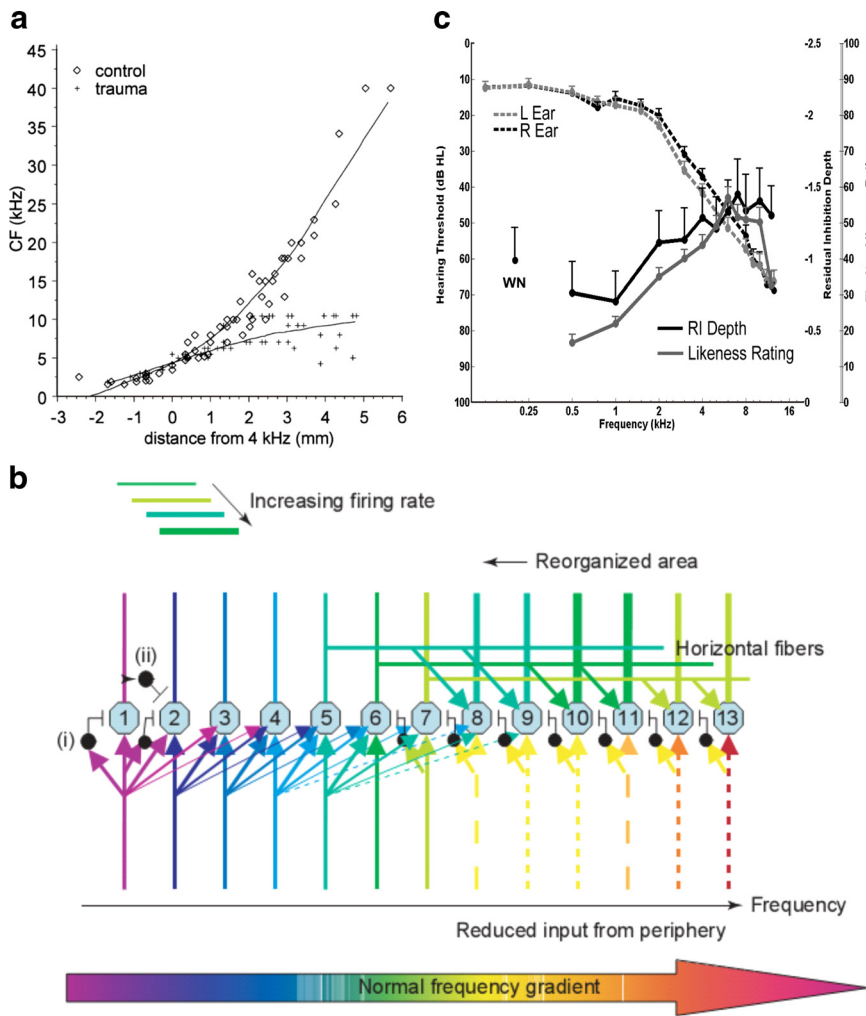 a
45
40
35
30
25
20
15
10
5
0
CF (kHz)
control
trauma
-3 -2 -1 0 1 2 3 4 5 6
distance from 4 kHz (mm)
c
0
10
20
30
40
50
60
70
80
90
100
Hearing Threshold (dB HL)
L Ear
R Ear
WN
RI Depth
Likeness Rating
0.25 0.5 1 2 4 8 16
Frequency (kHz)
-2.5
-2
-1.5
-1
-0.5
0
Residual Inhibition Depth
100
90
80
70
60
50
40
30
20
10
0
b
Increasing firing rate
Reorganized area
Horizontal fibers
(ii)
(i)
1 2 3 4 5 6 7 8 9 10 11 12 13
Frequency
Reduced input from periphery
Normal frequency gradient